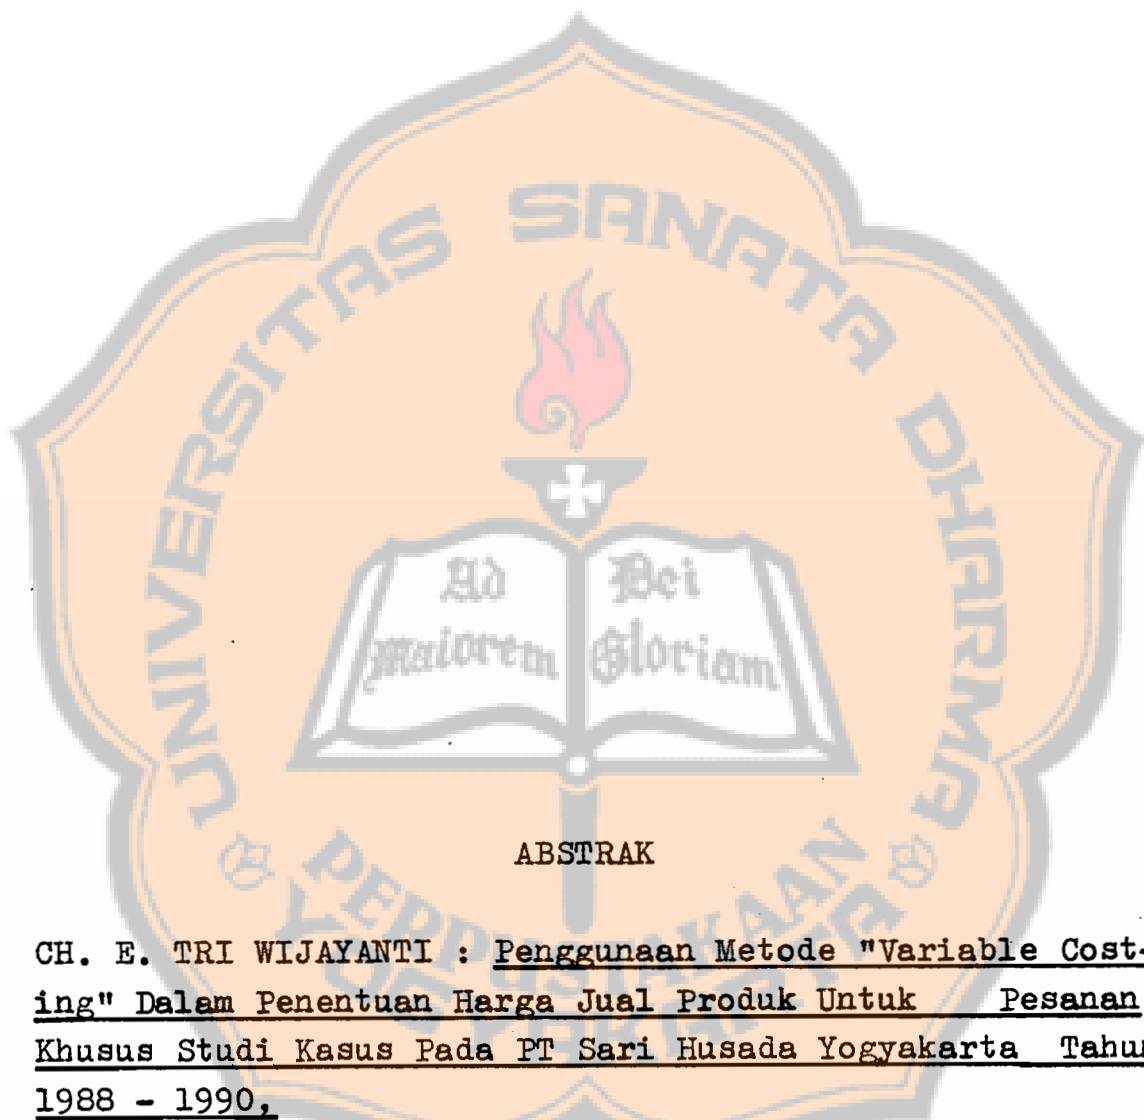 UNIVERSITAS SANATA DHARMA
Ad Dei
Maiorem Gloriam
PERPUSTAKAAN
YOGYAKARTA
ABSTRAK
CH. E. TRI WIJAYANTI : Penggunaan Metode "Variable Cost-
ing" Dalam Penentuan Harga Jual Produk Untuk Pesanan
Khusus Studi Kasus Pada PT Sari Husada Yogyakarta Tahun
1988 - 1990,